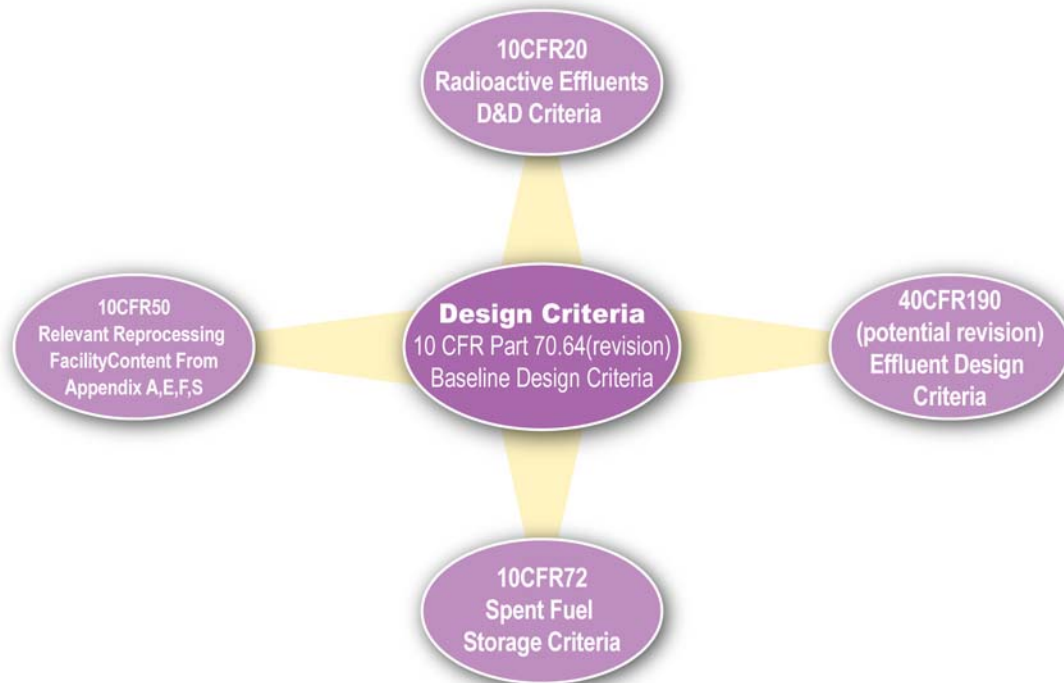 10CFR20
Radioactive Effluents
D&D Criteria
10CFR50
Relevant Reprocessing
FacilityContent From
Appendix A,E,F,S
Design Criteria
10 CFR Part 70.64(revision)
Baseline Design Criteria
40CFR190
(potential revision)
Effluent Design
Criteria
10CFR72
Spent Fuel
Storage Criteria